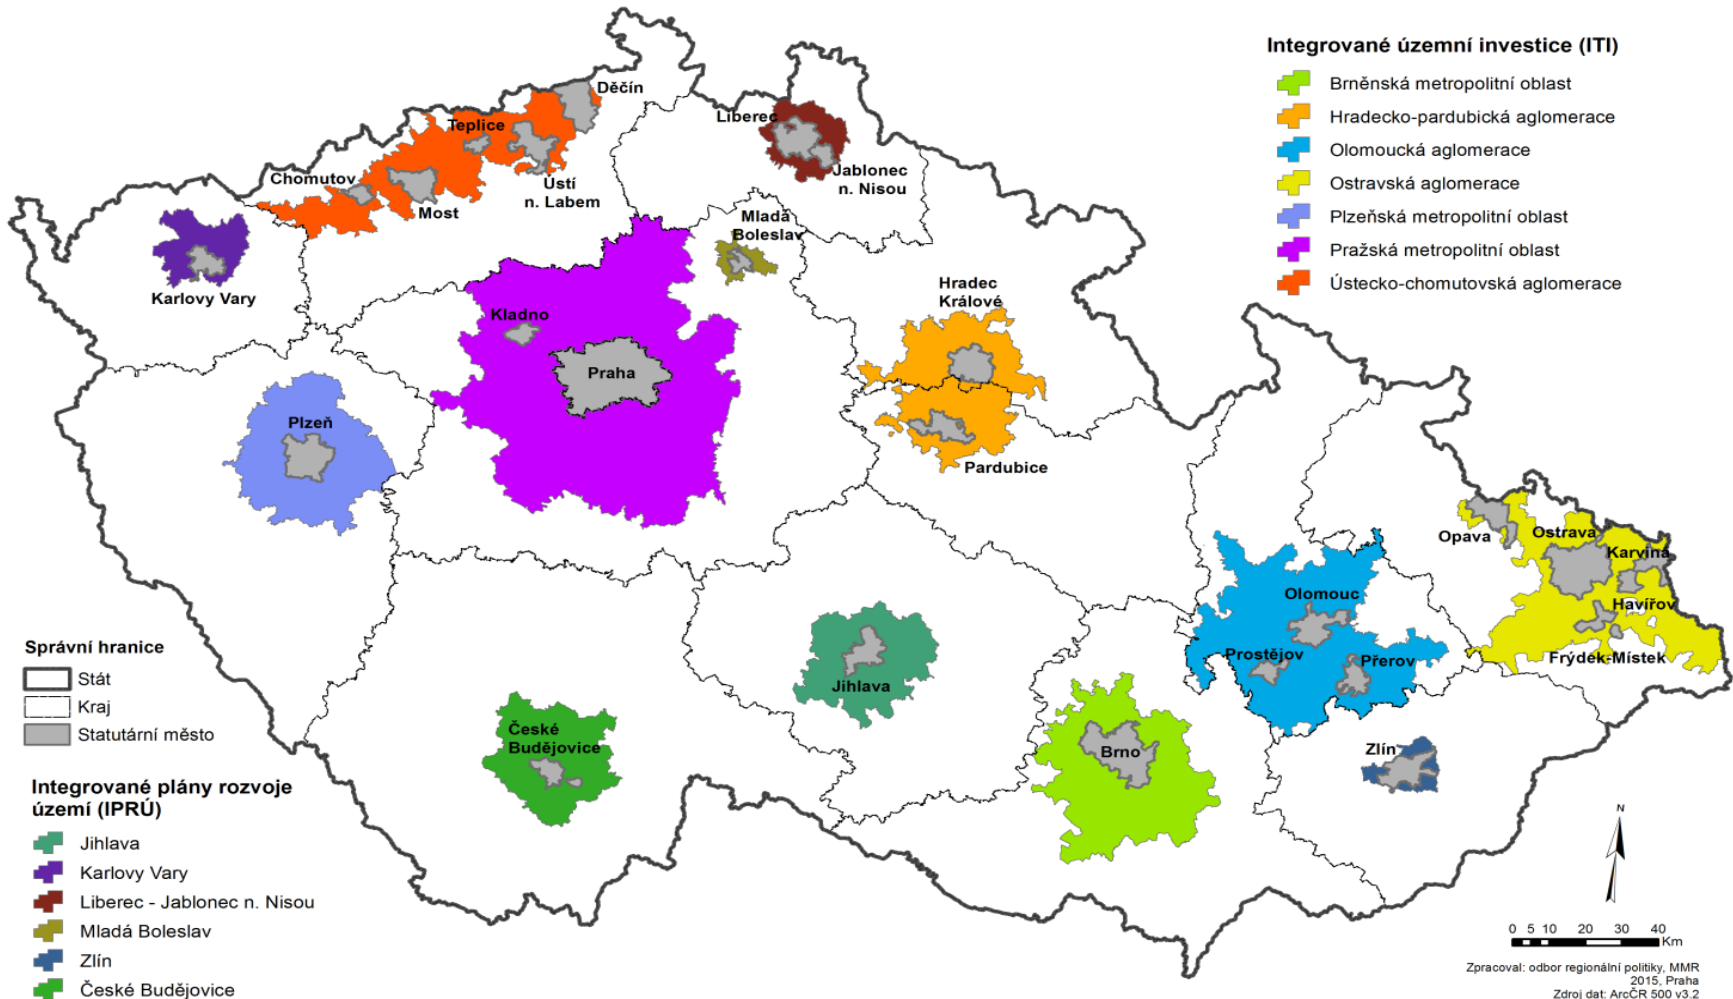 Integrované územní investice (ITI)
Brněnská metropolitní oblast
Hradecko-pardubická aglomerace
Olomoucká aglomerace
Ostravská aglomerace
Plzeňská metropolitní oblast
Pražská metropolitní oblast
Ústecko-chomutovská aglomerace
Děčín
Teplice
Liberec
Chomutov
Ústí
n. Labem
Most
Jablonec
n. Nisou
Mladá
Boleslav
Karlovy Vary
Hradec
Králové
Kladno
Praha
Plzeň
Pardubice
Opava
Ostrava
Karviná
Havířov
Frýdek-Místek
Olomouc
Prostějov
Přerov
Jihlava
České
Budějovice
Brno
Zlín
Správní hranice
Stát
Kraj
Statutární město
Integrované plány rozvoje
území (IPRÚ)
Jihlava
Karlovy Vary
Liberec - Jablonec n. Nisou
Mladá Boleslav
Zlín
České Budějovice
N
0 5 10 20 30 40
Km
Zpracoval: odbor regionální politiky, MMR
2015, Praha
Zdroj dat: ArcČR 500 v3.2